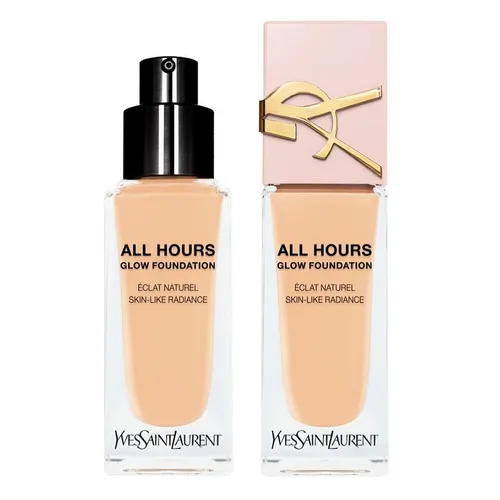 ALL HOURS
GLOW FOUNDATION
ÉCLAT NATUREL
SKIN-LIKE RADIANCE
YVESSAINTLAURENT
ALL HOURS
GLOW FOUNDATION
ÉCLAT NATUREL
SKIN-LIKE RADIANCE
YVESSAINTLAURENT